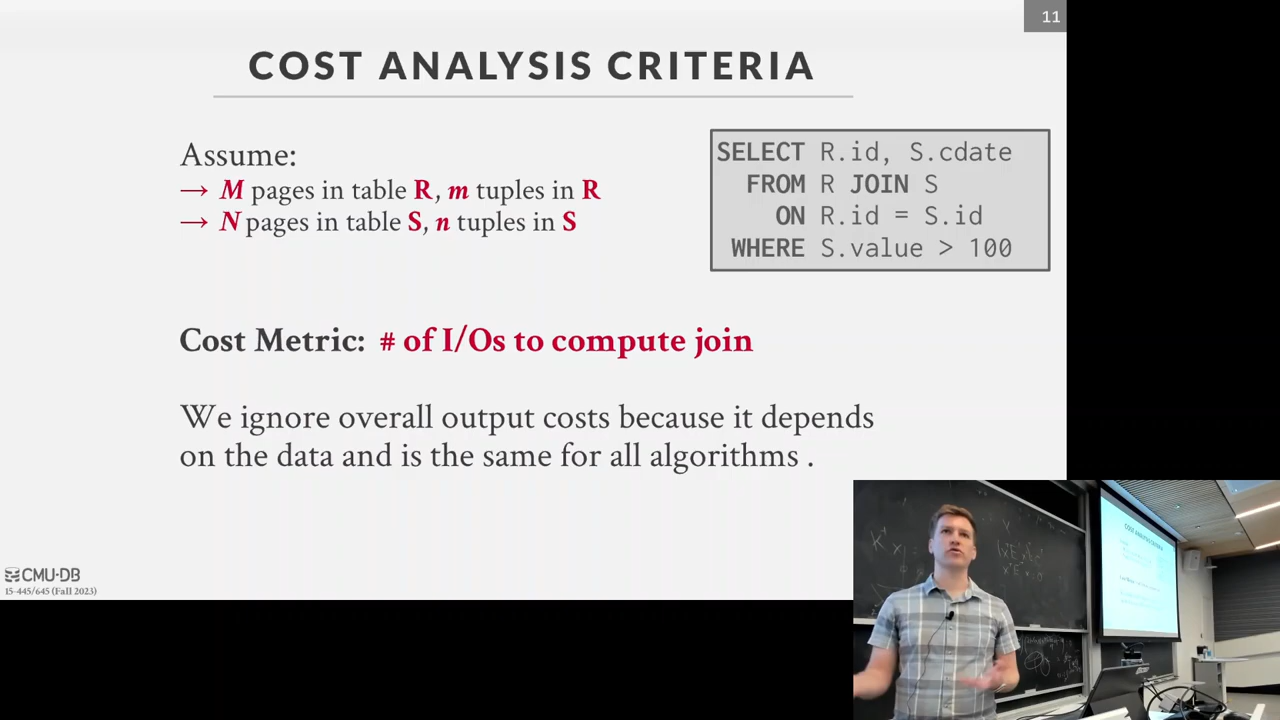 11
COST ANALYSIS CRITERIA
Assume:
→ M pages in table R, m tuples in R
→ N pages in table S, n tuples in S
SELECT R.id, S.cdate
FROM R JOIN S
ON R.id = S.id
WHERE S.value > 100
Cost Metric: # of I/Os to compute join
We ignore overall output costs because it depends
on the data and is the same for all algorithms .
CMU·DB
15-445/645 (Fall 2023)
COST ANALYSIS CRITERIA